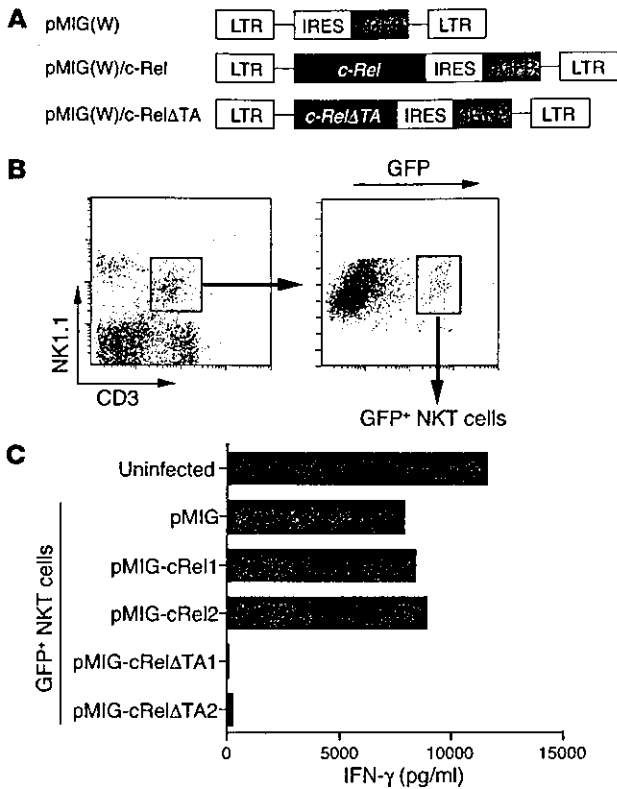 A
pMIG(W)
LTR IRES LTR
pMIG(W)/c-Rel
LTR c-Rel IRES LTR
pMIG(W)/c-RelΔTA
LTR c-RelΔTA IRES LTR
B
GFP
NK1.1
CD3
GFP⁺ NKT cells
C
Uninfected
GFP⁺ NKT cells
pMIG
pMIG-cRel1
pMIG-cRel2
pMIG-cRelΔTA1
pMIG-cRelΔTA2
0 5000 10000 15000
IFN-γ (pg/ml)